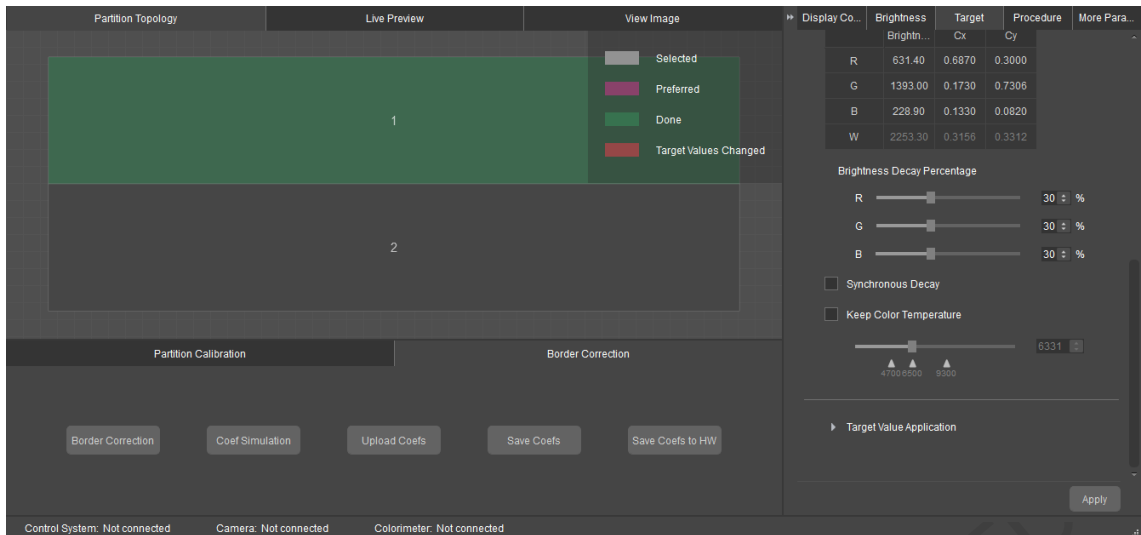 Partition Topology
Live Preview
View Image
Display Co...
Brightness
Target
Procedure
More Para...
Selected
Preferred
Done
Target Values Changed
1
2
Brightn... Cx Cy
R 631.40 0.6870 0.3000
G 1393.00 0.1730 0.7306
B 228.90 0.1330 0.0820
W 2253.30 0.3156 0.3312
Brightness Decay Percentage
R 30 %
G 30 %
B 30 %
Synchronous Decay
Keep Color Temperature
6331
4700 6500 9300
Target Value Application
Apply
Partition Calibration
Border Correction
Border Correction
Coef Simulation
Upload Coefs
Save Coefs
Save Coefs to HW
Control System: Not connected
Camera: Not connected
Colorimeter: Not connected